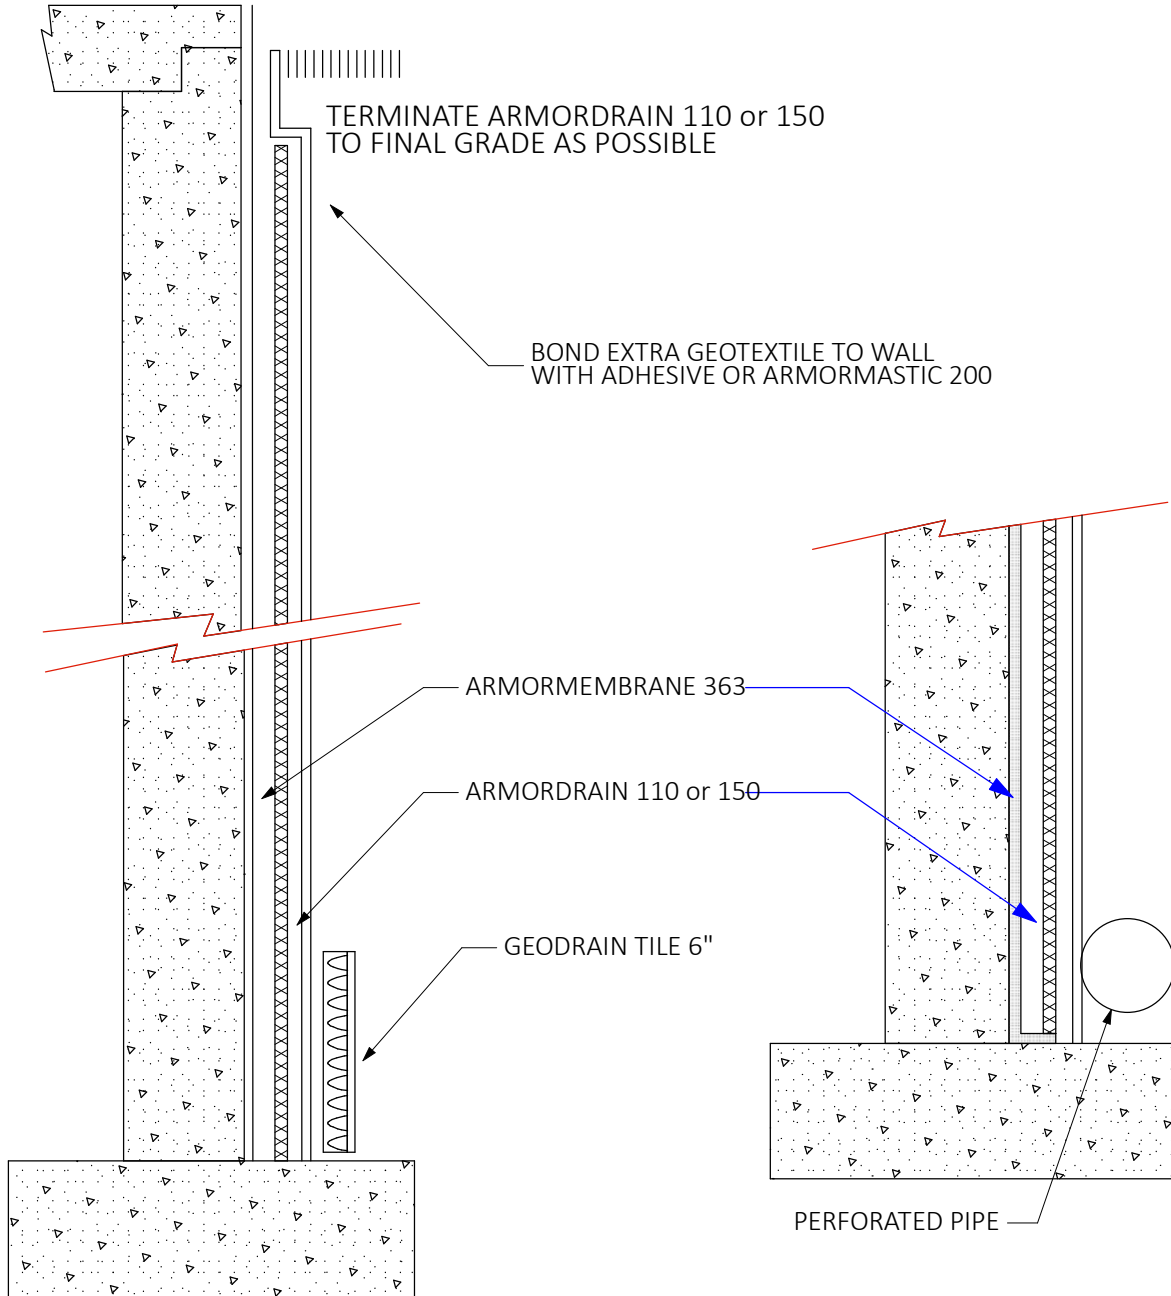 TERMINATE ARMORDRAIN 110 or 150
TO FINAL GRADE AS POSSIBLE
BOND EXTRA GEOTEXTILE TO WALL
WITH ADHESIVE OR ARMORMASTIC 200
ARMORMEMBRANE 363
ARMORDRAIN 110 or 150
GEODRAIN TILE 6"
PERFORATED PIPE